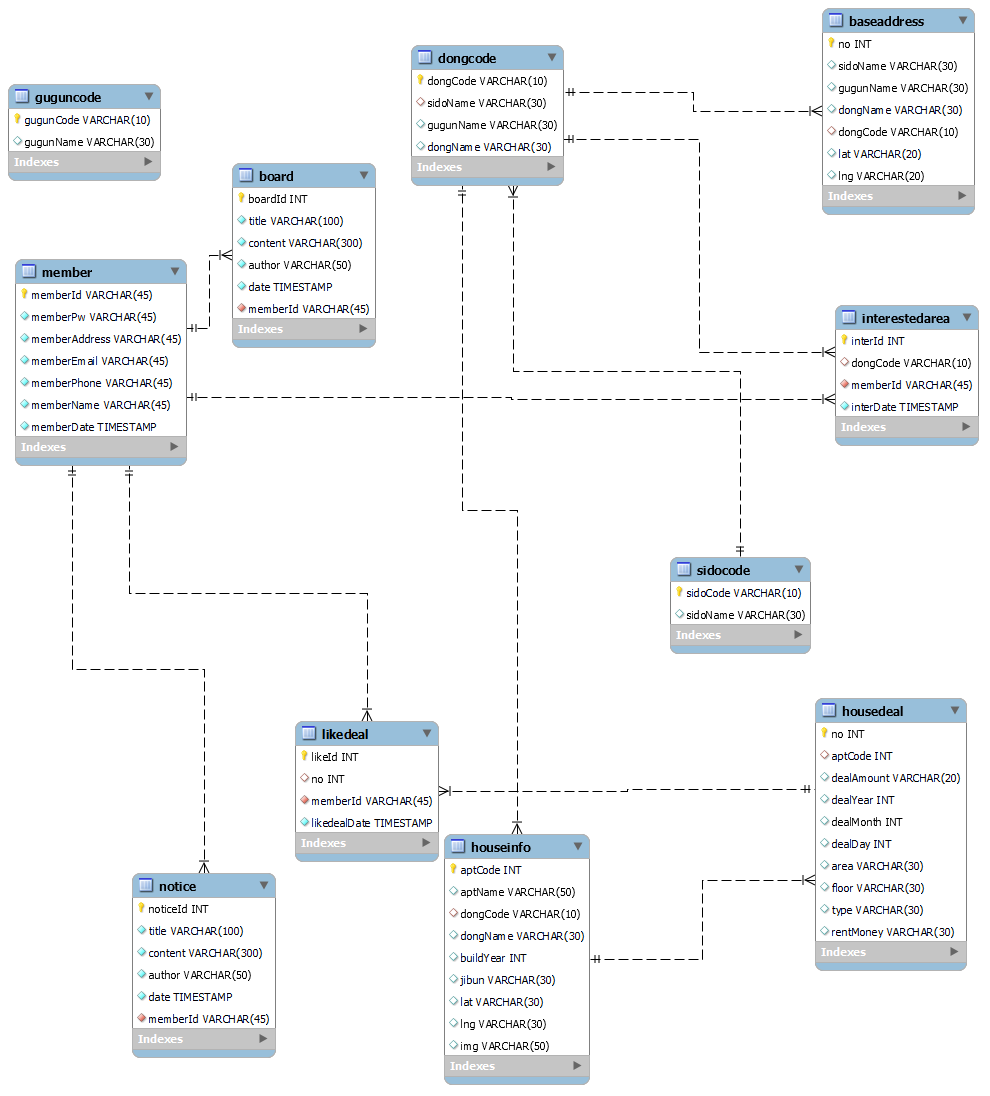 guguncode
gugunCode VARCHAR(10)
gugunName VARCHAR(30)
Indexes
board
boardId INT
title VARCHAR(100)
content VARCHAR(300)
author VARCHAR(50)
date TIMESTAMP
memberId VARCHAR(45)
Indexes
dongcode
dongCode VARCHAR(10)
sidoName VARCHAR(30)
gugunName VARCHAR(30)
dongName VARCHAR(30)
Indexes
baseaddress
no INT
sidoName VARCHAR(30)
gugunName VARCHAR(30)
dongName VARCHAR(30)
dongCode VARCHAR(10)
lat VARCHAR(20)
lng VARCHAR(20)
Indexes
member
memberId VARCHAR(45)
memberPw VARCHAR(45)
memberAddress VARCHAR(45)
memberEmail VARCHAR(45)
memberPhone VARCHAR(45)
memberName VARCHAR(45)
memberDate TIMESTAMP
Indexes
interestedarea
interId INT
dongCode VARCHAR(10)
memberId VARCHAR(45)
interDate TIMESTAMP
Indexes
sidocode
sidoCode VARCHAR(10)
sidoName VARCHAR(30)
Indexes
likedeal
likeId INT
no INT
memberId VARCHAR(45)
likedealDate TIMESTAMP
Indexes
housedeal
no INT
aptCode INT
dealAmount VARCHAR(20)
dealYear INT
dealMonth INT
dealDay INT
area VARCHAR(30)
floor VARCHAR(30)
type VARCHAR(30)
rentMoney VARCHAR(30)
Indexes
notice
noticeId INT
title VARCHAR(100)
content VARCHAR(300)
author VARCHAR(50)
date TIMESTAMP
memberId VARCHAR(45)
Indexes
houseinfo
aptCode INT
aptName VARCHAR(50)
dongCode VARCHAR(10)
dongName VARCHAR(30)
buildYear INT
jibun VARCHAR(30)
lat VARCHAR(30)
lng VARCHAR(30)
img VARCHAR(50)
Indexes